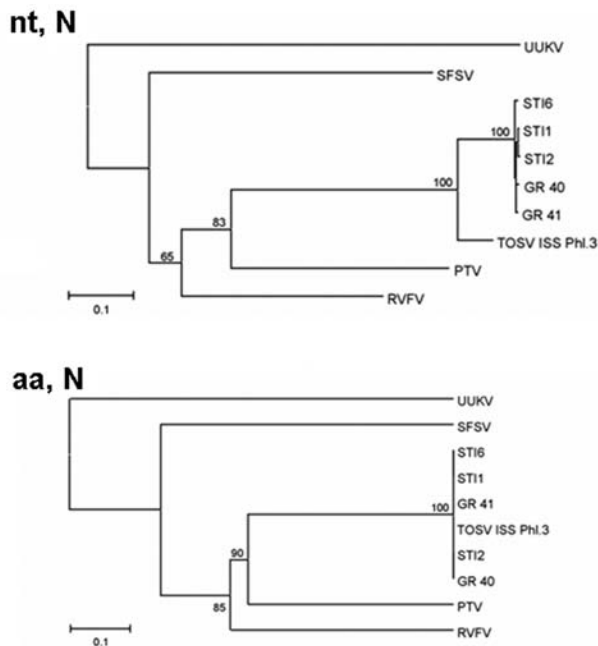 nt, N
UUKV
SFSV
STI6
100
STI1
STI2
100
GR 40
83
GR 41
TOSV ISS Phl.3
65
PTV
RVFV
0.1
aa, N
UUKV
SFSV
STI6
STI1
GR 41
100
TOSV ISS Phl.3
STI2
90
GR 40
85
PTV
RVFV
0.1